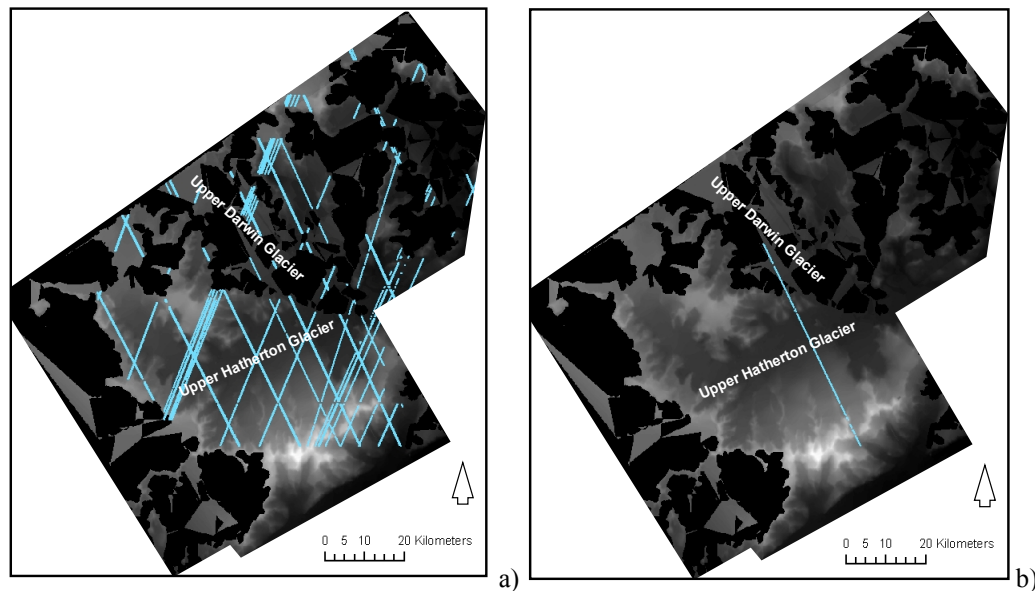 Upper Darwin Glacier
Upper Hatherton Glacier
0 5 10 20 Kilometers
a)
Upper Darwin Glacier
Upper Hatherton Glacier
0 5 10 20 Kilometers
b)